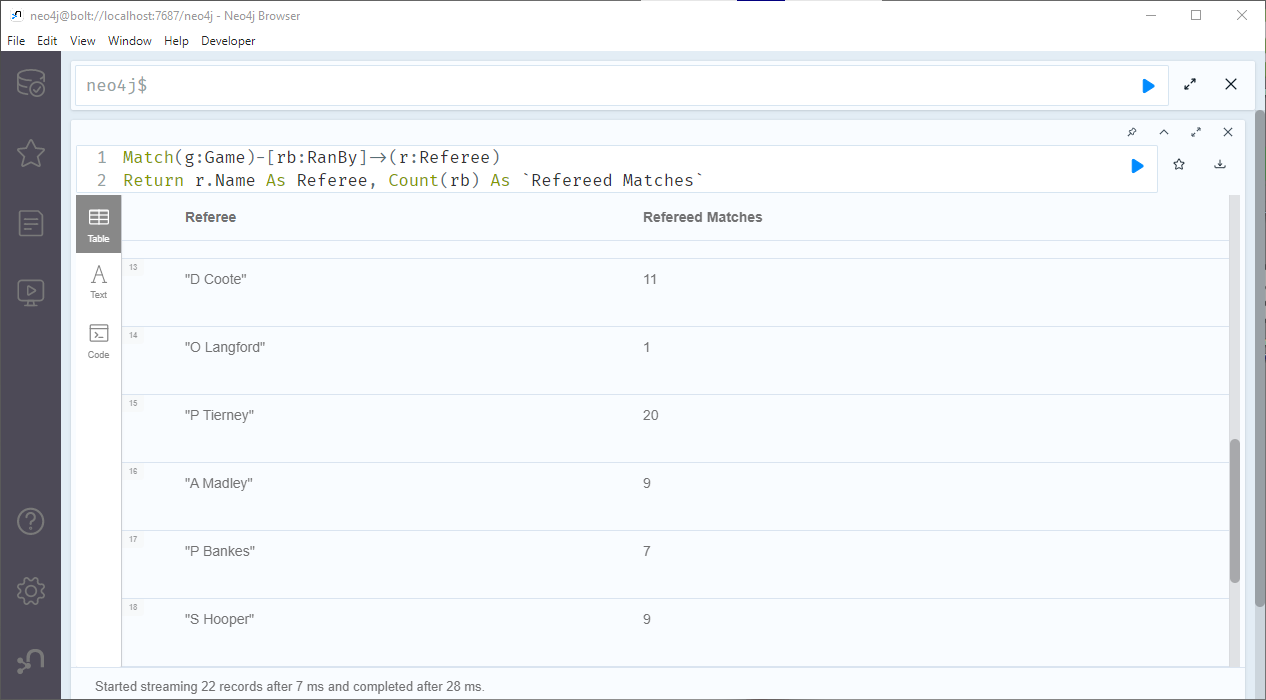 neo4j@bolt://localhost:7687/neo4j - Neo4j Browser
File Edit View Window Help Developer
neo4j$
1 Match(g:Game)-[rb:RanBy]->(r:Referee)
2 Return r.Name As Referee, Count(rb) As `Refereed Matches`
Table
Text
Code
Referee Refereed Matches
13 "D Coote" 11
14 "O Langford" 1
15 "P Tierney" 20
16 "A Madley" 9
17 "P Bankes" 7
18 "S Hooper" 9
Started streaming 22 records after 7 ms and completed after 28 ms.